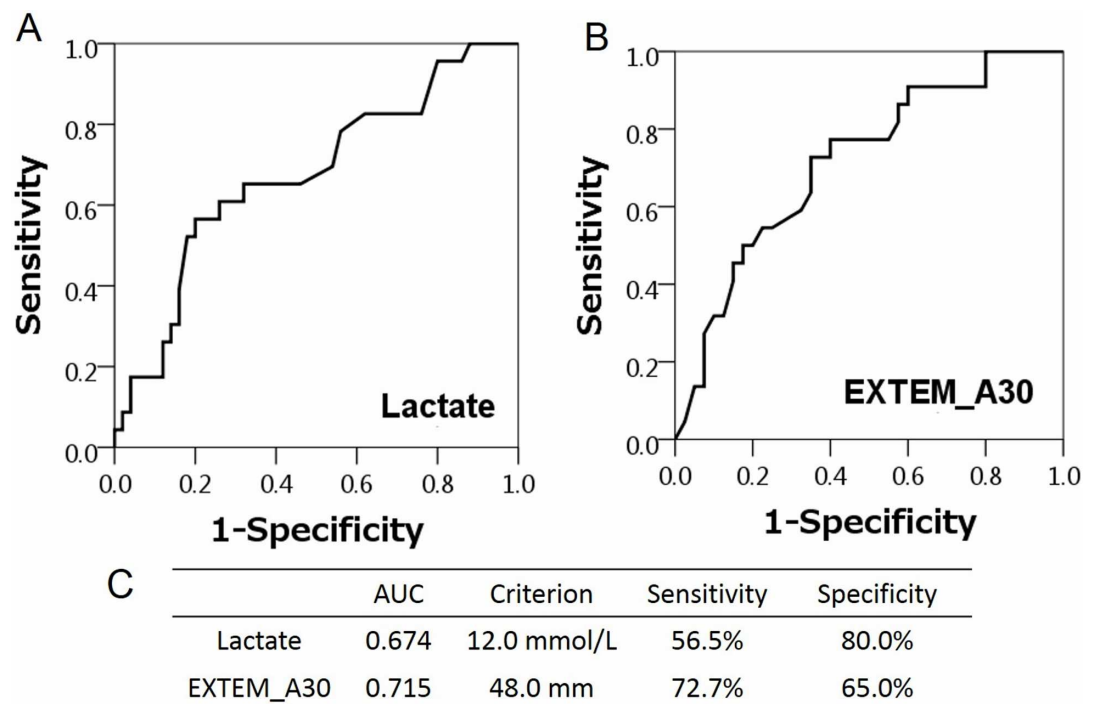 A
1.0
0.8
0.6
0.4
0.2
0.0
Sensitivity
Lactate
0.0 0.2 0.4 0.6 0.8 1.0
1-Specificity
B
1.0
0.8
0.6
0.4
0.2
0.0
Sensitivity
EXTEM_A30
0.0 0.2 0.4 0.6 0.8 1.0
1-Specificity
C
AUC Criterion Sensitivity Specificity
Lactate 0.674 12.0 mmol/L 56.5% 80.0%
EXTEM_A30 0.715 48.0 mm 72.7% 65.0%